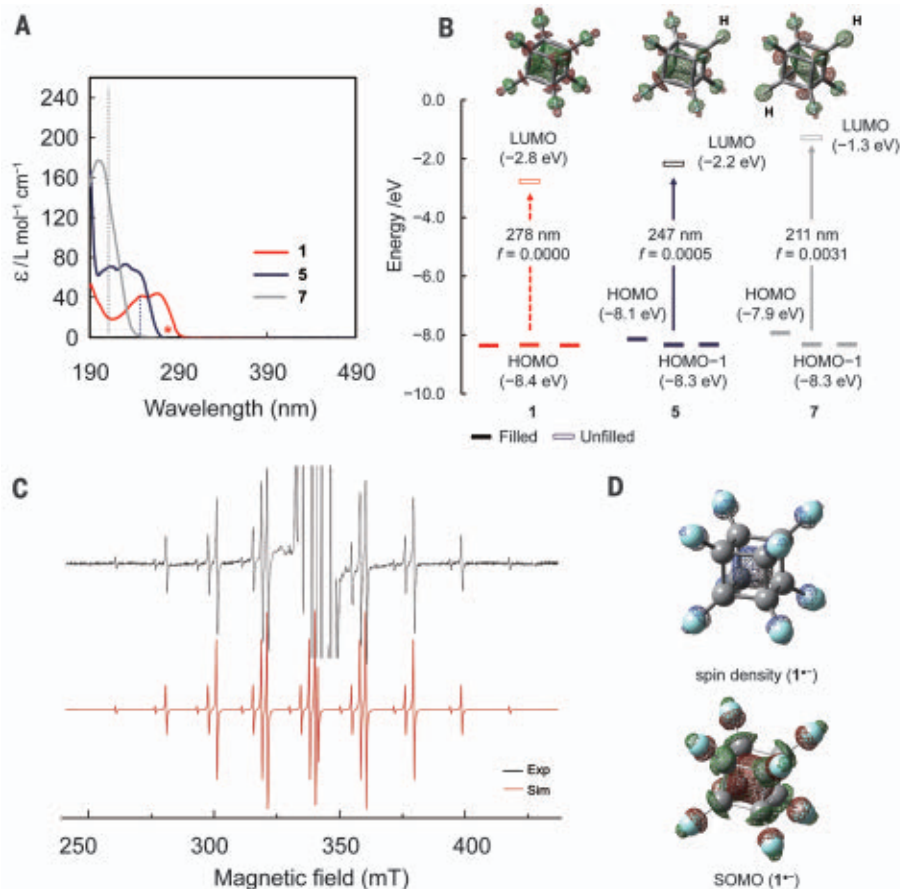 A
ε / L mol⁻¹ cm⁻¹
240
200
160
120
80
40
0
1
5
7
*
190 290 390 490
Wavelength (nm)
B
H
H
H
Energy /eV
0.0
−2.0
−4.0
−6.0
−8.0
−10.0
LUMO
(−2.8 eV)
278 nm
f = 0.0000
HOMO
(−8.4 eV)
1
LUMO
(−2.2 eV)
247 nm
f = 0.0005
HOMO
(−8.1 eV)
HOMO−1
(−8.3 eV)
5
LUMO
(−1.3 eV)
211 nm
f = 0.0031
HOMO
(−7.9 eV)
HOMO−1
(−8.3 eV)
7
Filled Unfilled
C
Exp
Sim
250 300 350 400
Magnetic field (mT)
D
spin density (1•−)
SOMO (1•−)